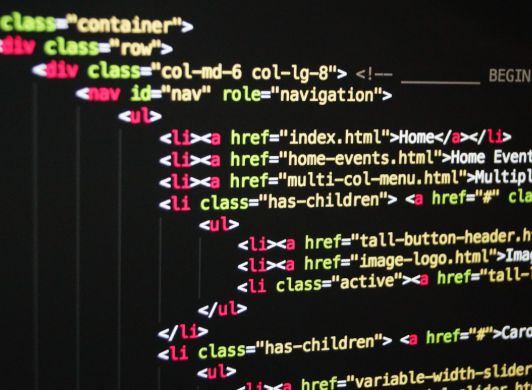 class="container">
<div class="row">
<div class="col-md-6 col-lg-8"> <!-- ________ BEGIN
<nav id="nav" role="navigation">
<ul>
<li><a href="index.html">Home</a></li>
<li><a href="home-events.html">Home Event
<li><a href="multi-col-menu.html">Multipl
<li class="has-children"> <a href="#" cla
<ul>
<li><a href="tall-button-header.h
<li><a href="image-logo.html">Ima
<li class="active"><a href="tall-l
</ul>
</li>
<li class="has-children"> <a href="#">Caro
<ul>
<li><a href="variable-width-slider
slider.html